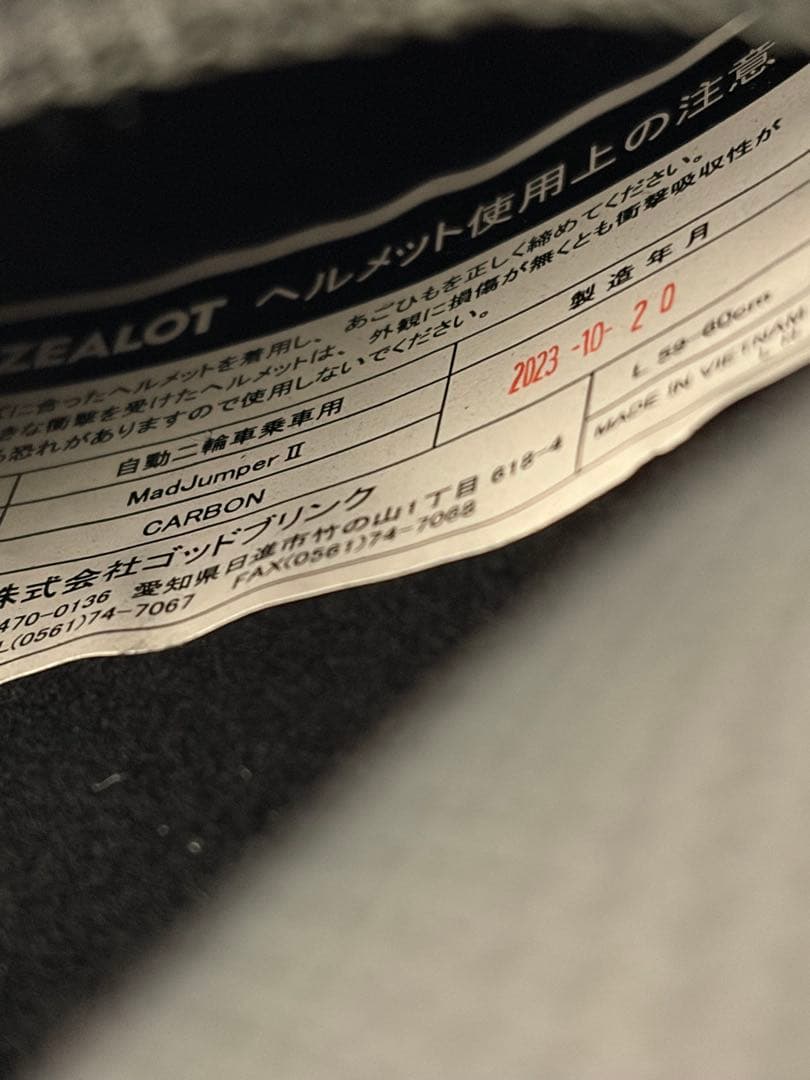 ZEALOT ヘルメット使用上の注意
に合ったヘルメットを着用し、 あごひもを正しく締めてください。
きな衝撃を受けたヘルメットは、 外観に損傷が無くとも衝撃吸収性が
恐れがありますので使用しないでください。
製造年月
2023-10-20
自動二輪車乗車用
MadJumper II
CARBON
L 59-60cm
MADE IN VIETNAM
株式会社ゴッドブリンク
470-0136 愛知県日進市竹の山1丁目 618-4
L(0561)74-7067 FAX(0561)74-7068